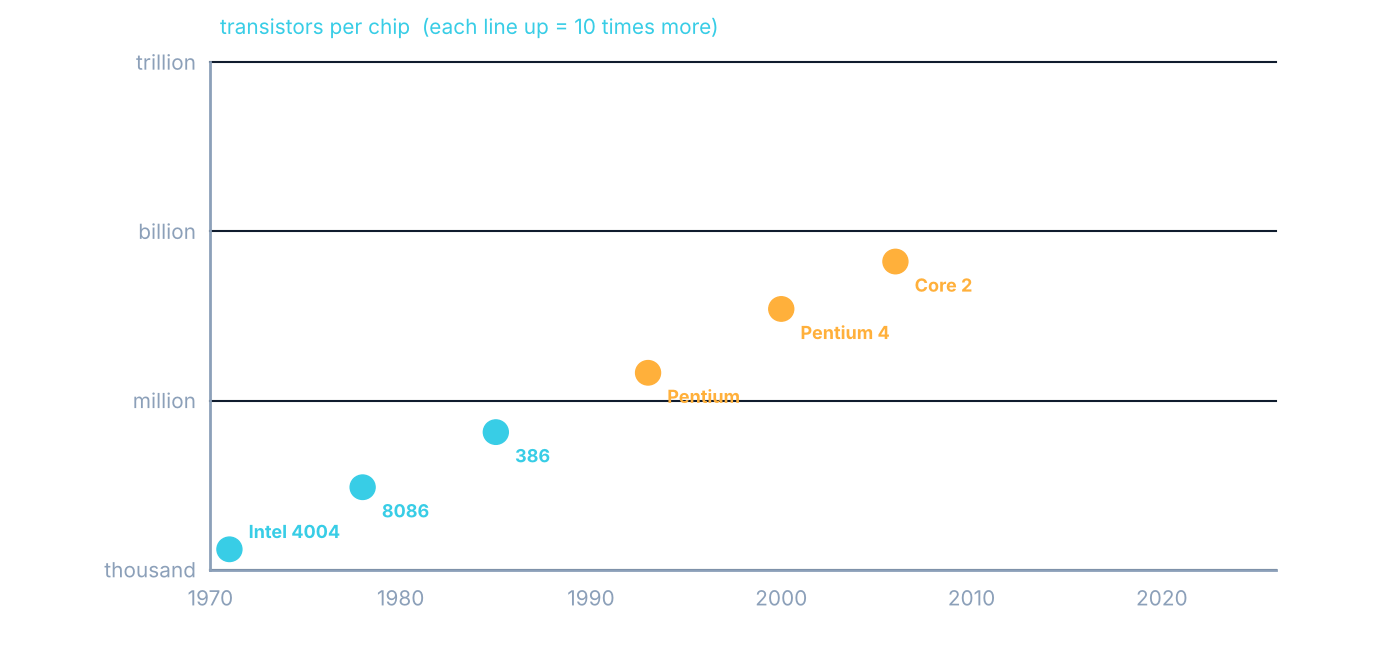 transistors per chip (each line up = 10 times more)
trillion
billion
Core 2
Pentium 4
Pentium
million
386
8086
Intel 4004
thousand
1970 1980 1990 2000 2010 2020